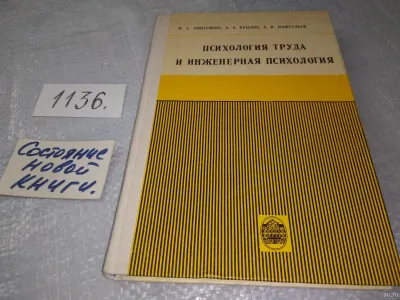 Психология труда
и инженерная психология
1136.
Состояние
новой
книги.